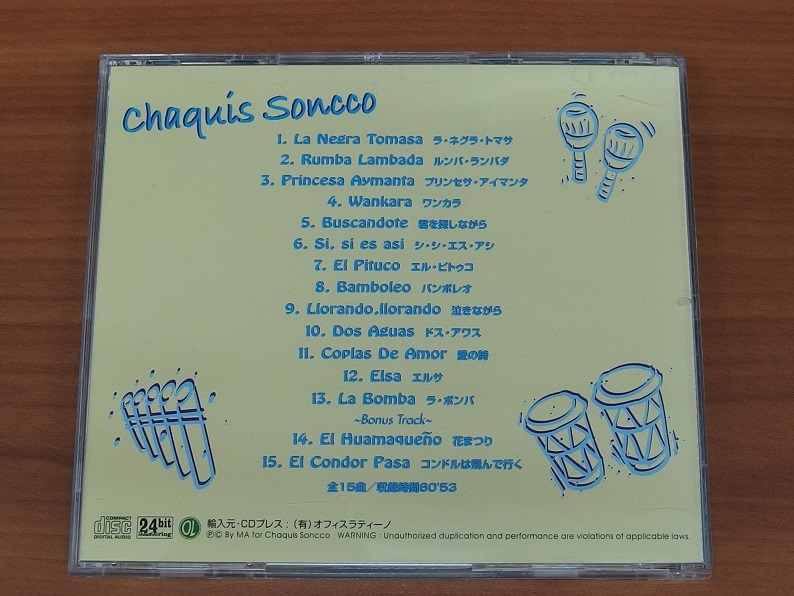 Chaquis Soncco
1. La Negra Tomasa ラ・ネグラ・トマサ
2. Rumba Lambada ルンバ・ランバダ
3. Princesa Aymanta プリンセサ・アイマンタ
4. Wankara ワンカラ
5. Buscandote 君を探しながら
6. Si, si es asi シ・シ・エス・アシ
7. El Pituco エル・ピトゥコ
8. Bamboleo バンボレオ
9. Llorando.llorando 泣きながら
10. Dos Aguas ドス・アワス
11. Coplas De Amor 愛の詩
12. Elsa エルサ
13. La Bomba ラ・ボンバ
~Bonus Track~
14. El Huamaqueño 花まつり
15. El Condor Pasa コンドルは飛んで行く
全15曲/収録時間60'53
COMPACT disc DIGITAL AUDIO
24bit mastering
OL
輸入元・CDプレス:(有)オフィスラティーノ
℗© By MA for Chaquis Soncco WARNING : Unauthorized duplication and performance are violations of applicable laws.